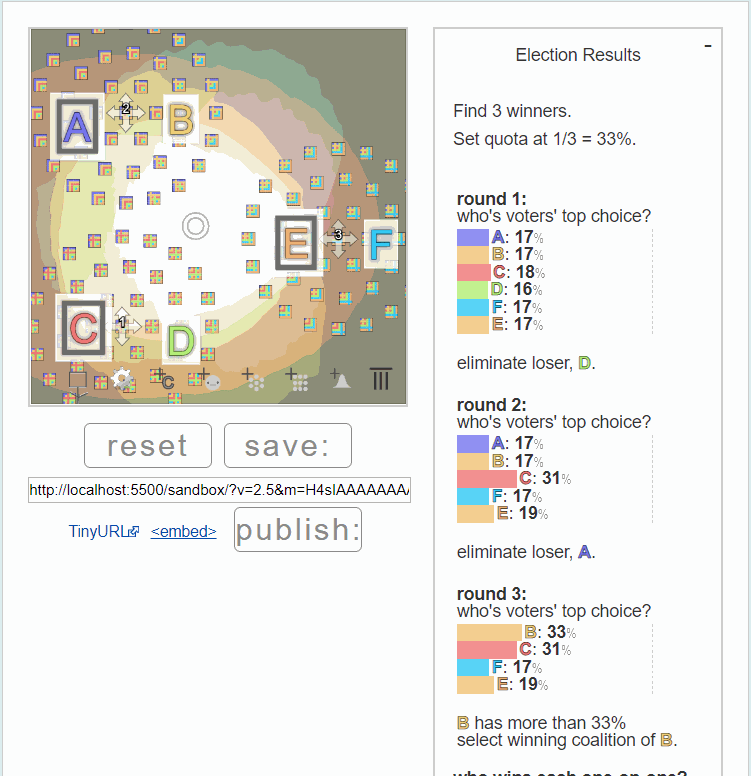 A
2
B
E
3
F
C
1
D
C
reset
save:
http://localhost:5500/sandbox/?v=2.5&m=H4sIAAAAAAA
TinyURL
<embed>
publish:
Election Results
-
Find 3 winners.
Set quota at 1/3 = 33%.
round 1:
who's voters' top choice?
A: 17%
B: 17%
C: 18%
D: 16%
F: 17%
E: 17%
eliminate loser, D.
round 2:
who's voters' top choice?
A: 17%
B: 17%
C: 31%
F: 17%
E: 19%
eliminate loser, A.
round 3:
who's voters' top choice?
B: 33%
C: 31%
F: 17%
E: 19%
B has more than 33%
select winning coalition of B.